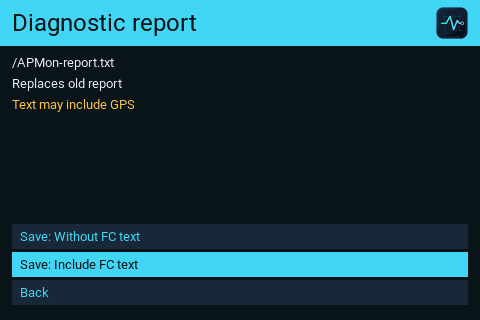 Diagnostic report
/APMon-report.txt
Replaces old report
Text may include GPS
Save: Without FC text
Save: Include FC text
Back